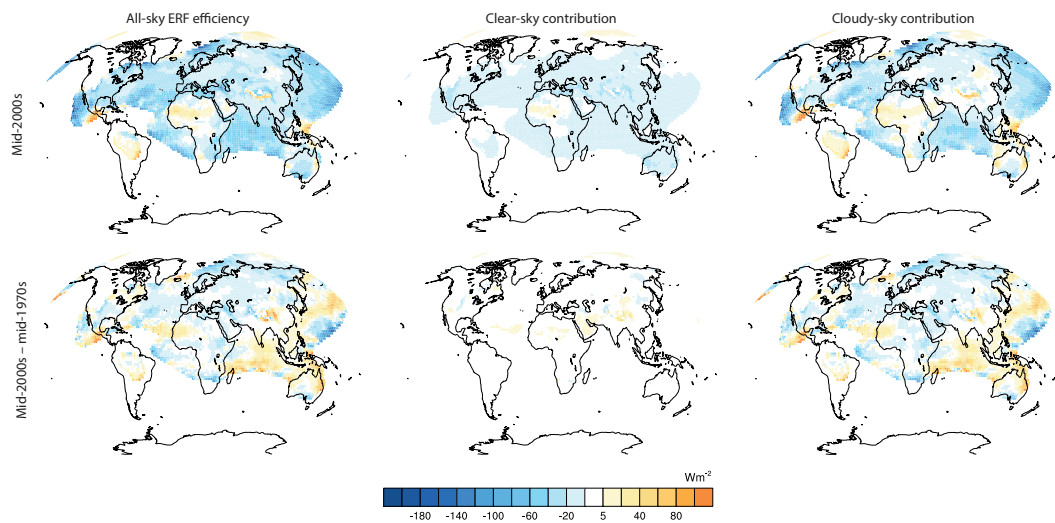 All-sky ERF efficiency
Clear-sky contribution
Cloudy-sky contribution
Mid-2000s
Mid-2000s – mid-1970s
Wm-2
-180 -140 -100 -60 -20 5 40 80